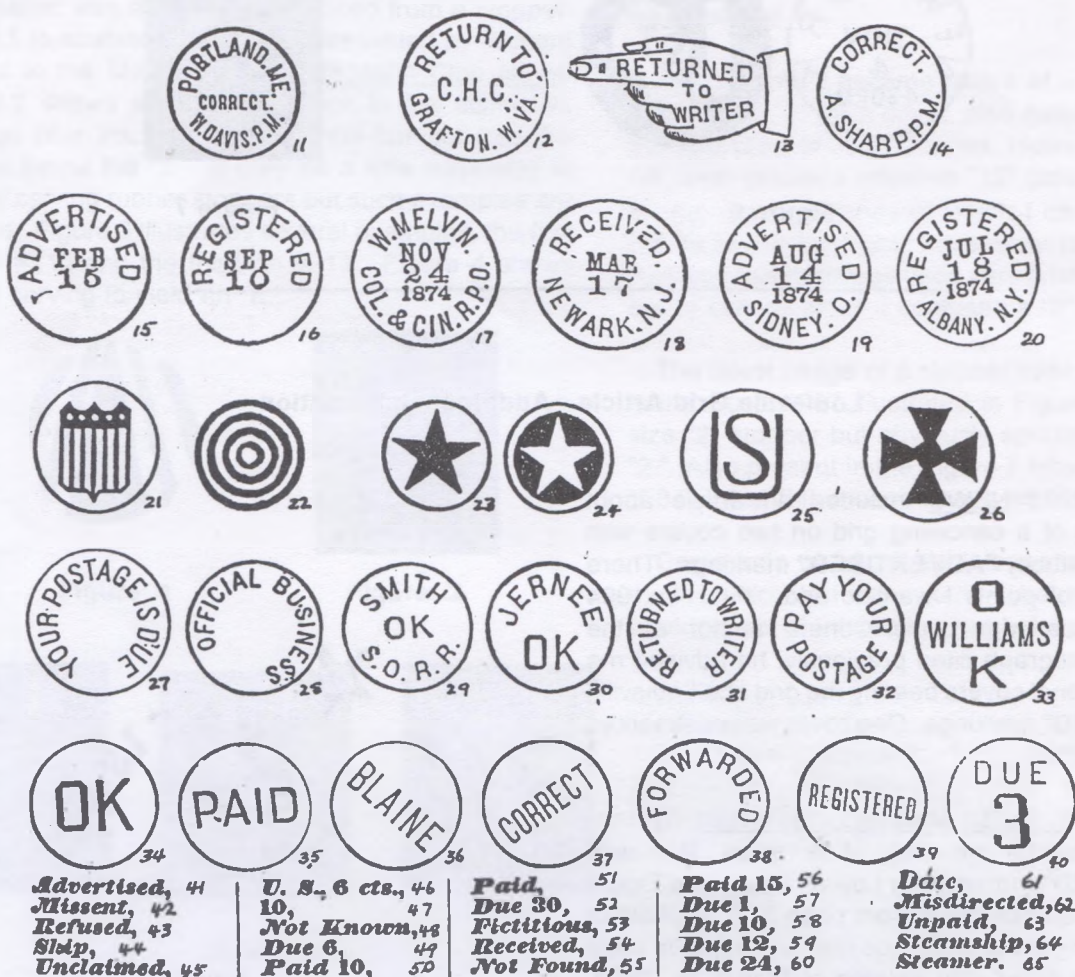 PORTLAND, ME.
CORRECT.
W. DAVIS. P. M.
11
RETURN TO
C.H.C.
GRAFTON. W. VA.
12
RETURNED
TO
WRITER
13
CORRECT.
A. SHARP. P. M.
14
ADVERTISED
FEB
15
15
REGISTERED
SEP
10
16
W. MELVIN
NOV
24
1874
COL. & CIN. R. P. O.
17
RECEIVED
MAR
17
NEWARK. N. J.
18
ADVERTISED
AUG
14
1874
SIDNEY. O.
19
REGISTERED
JUL
8
1874
ALBANY. N. Y.
20
21
22
23
24
US
25
26
YOUR POSTAGE IS DUE
27
OFFICIAL BUSINESS
28
SMITH
OK
S. O. R. R.
29
JERNEE
OK
30
RETURNED TO WRITER
31
PAY YOUR
POSTAGE
32
O
WILLIAMS
K
33
OK
34
PAID
35
BLAINE
36
CORRECT
37
FORWARDED
38
REGISTERED
39
DUE
3
40
Advertised, 41
Missent, 42
Refused, 43
Ship, 44
Unclaimed, 45
U. S., 6 cts., 46
10, 47
Not Known, 48
Due 6, 49
Paid 10, 50
Paid, 51
Due 30, 52
Fictitious, 53
Received, 54
Not Found, 55
Paid 15, 56
Due 1, 57
Due 10, 58
Due 12, 59
Due 24, 60
Date, 61
Misdirected, 62
Unpaid, 63
Steamship, 64
Steamer. 65